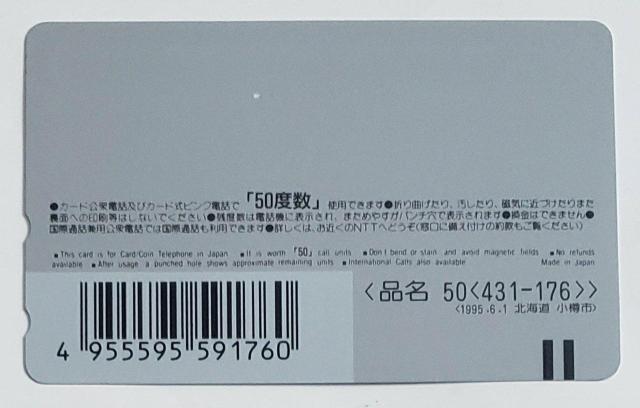 ●カード公衆電話及びカード式ピンク電話で「50度数」使用できます●折り曲げたり、汚したり、磁気に近づけたりまた
裏面への印刷等はしないでください●残度数は電話機に表示され、まためやすがパンチ穴で表示されます●換金はできません●
国際通話兼用公衆電話では国際通話も利用できます●詳しくは、お近くのNTTへどうぞ(窓口に備え付けの約款もご覧ください)
■This card is for Card/Coin Telephone in Japan ■It is worth「50」call units ■Don't bend or stain and avoid magnetic fields ■No refunds
available ■After usage a punched hole shows approximate remaining units ■International Calls also available Made in Japan
<品名 50<431-176>>
<1995.6.1 北海道 小樽市>
4 955595 591760